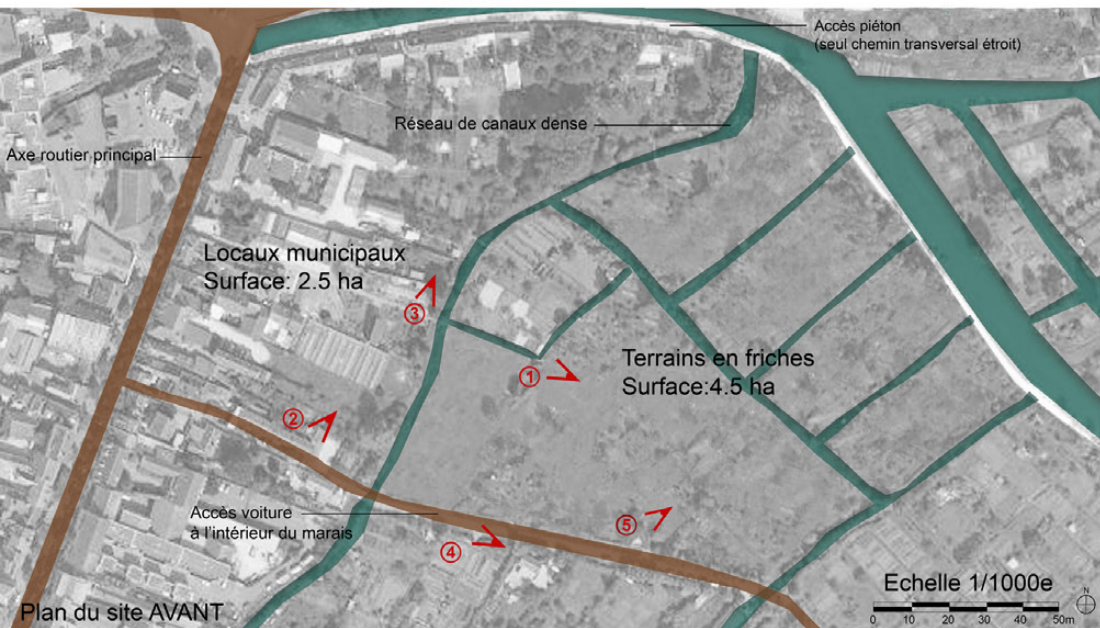 Accès piéton
(seul chemin transversal étroit)
Réseau de canaux dense
Axe routier principal
Locaux municipaux
Surface: 2.5 ha
③
Terrains en friches
Surface:4.5 ha
①
②
Accès voiture
à l'intérieur du marais
⑤
④
Echelle 1/1000e
N
0 10 20 30 40 50m
Plan du site AVANT